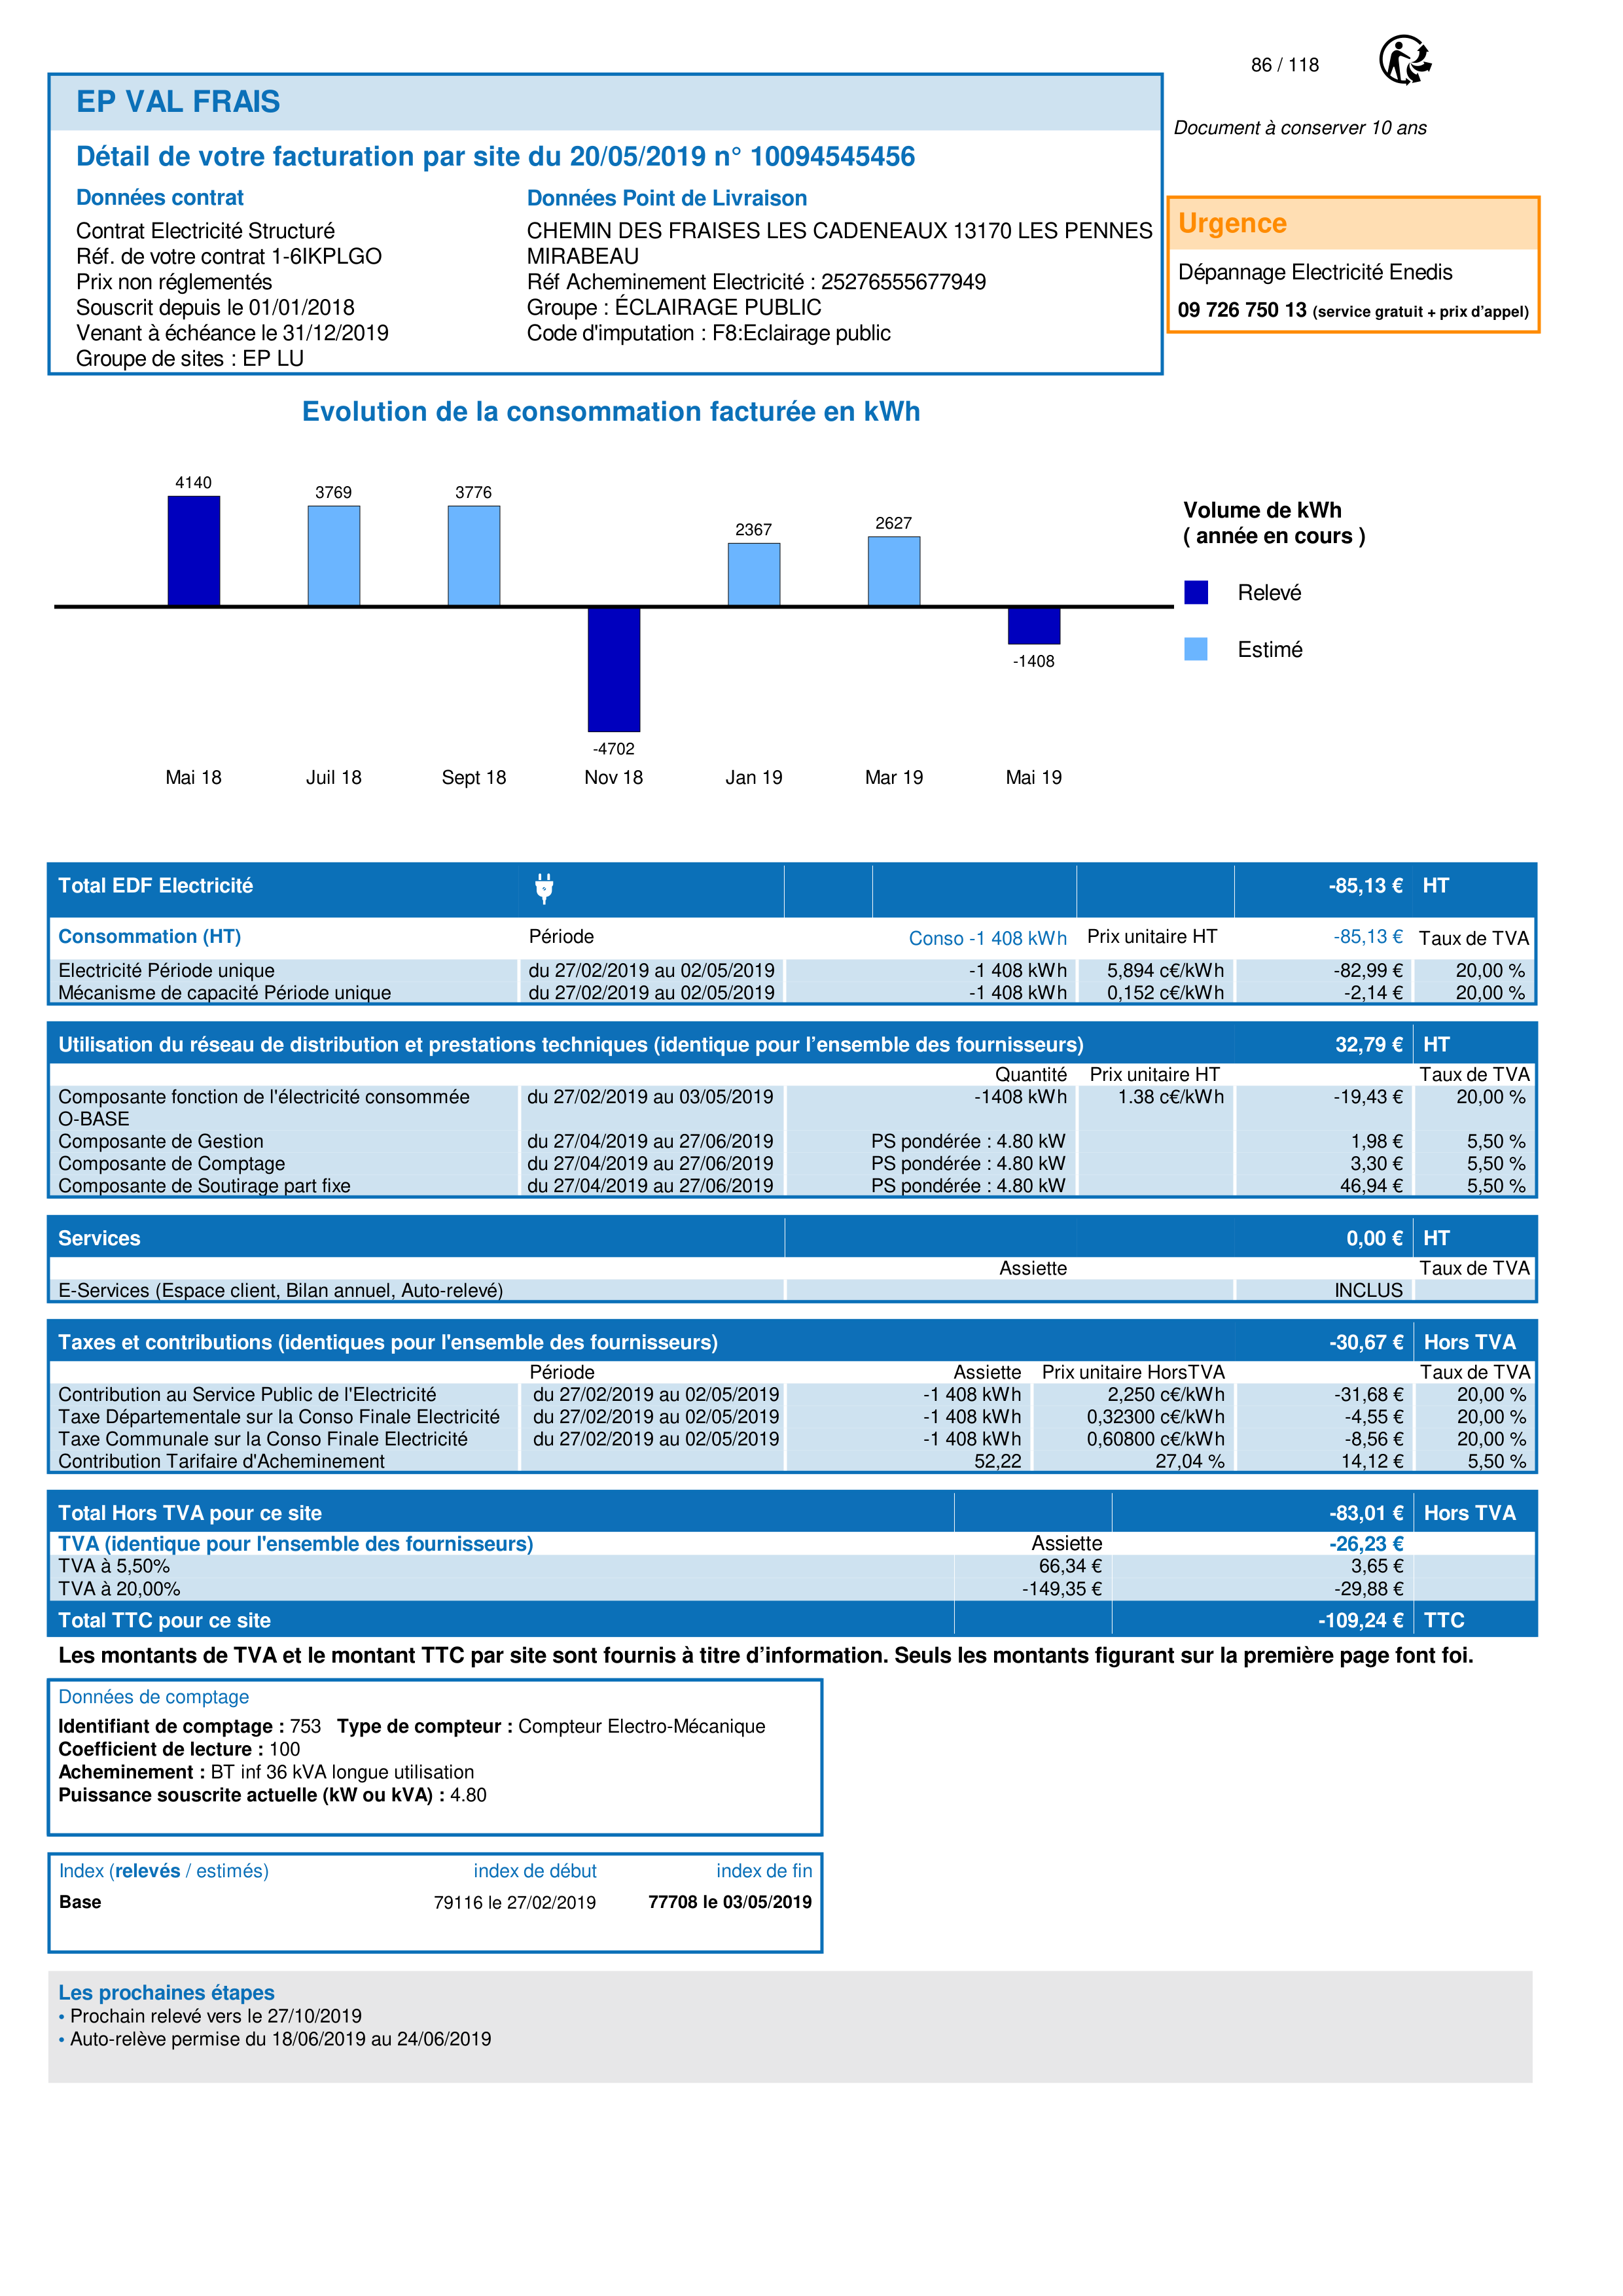 86 / 118
EP VAL FRAIS
Document à conserver 10 ans
Détail de votre facturation par site du 20/05/2019 n° 10094545456
Données contrat
Contrat Electricité Structuré
Réf. de votre contrat 1-6IKPLGO
Prix non réglementés
Souscrit depuis le 01/01/2018
Venant à échéance le 31/12/2019
Groupe de sites : EP LU
Données Point de Livraison
CHEMIN DES FRAISES LES CADENEAUX 13170 LES PENNES
MIRABEAU
Réf Acheminement Electricité : 25276555677949
Groupe : ÉCLAIRAGE PUBLIC
Code d'imputation : F8:Eclairage public
Urgence
Dépannage Electricité Enedis
09 726 750 13 (service gratuit + prix d’appel)
Evolution de la consommation facturée en kWh
4140 3769 3776 2367 2627
-4702 -1408
Mai 18 Juil 18 Sept 18 Nov 18 Jan 19 Mar 19 Mai 19
Volume de kWh
( année en cours )
Relevé
Estimé
Total EDF Electricité -85,13 € HT
Consommation (HT) Période Conso -1 408 kWh Prix unitaire HT -85,13 € Taux de TVA
Electricité Période unique du 27/02/2019 au 02/05/2019 -1 408 kWh 5,894 c€/kWh -82,99 € 20,00 %
Mécanisme de capacité Période unique du 27/02/2019 au 02/05/2019 -1 408 kWh 0,152 c€/kWh -2,14 € 20,00 %
Utilisation du réseau de distribution et prestations techniques (identique pour l’ensemble des fournisseurs) 32,79 € HT
Quantité Prix unitaire HT Taux de TVA
Composante fonction de l'électricité consommée du 27/02/2019 au 03/05/2019 -1408 kWh 1.38 c€/kWh -19,43 € 20,00 %
O-BASE
Composante de Gestion du 27/04/2019 au 27/06/2019 PS pondérée : 4.80 kW 1,98 € 5,50 %
Composante de Comptage du 27/04/2019 au 27/06/2019 PS pondérée : 4.80 kW 3,30 € 5,50 %
Composante de Soutirage part fixe du 27/04/2019 au 27/06/2019 PS pondérée : 4.80 kW 46,94 € 5,50 %
Services 0,00 € HT
Assiette Taux de TVA
E-Services (Espace client, Bilan annuel, Auto-relevé) INCLUS
Taxes et contributions (identiques pour l'ensemble des fournisseurs) -30,67 € Hors TVA
Période Assiette Prix unitaire HorsTVA Taux de TVA
Contribution au Service Public de l'Electricité du 27/02/2019 au 02/05/2019 -1 408 kWh 2,250 c€/kWh -31,68 € 20,00 %
Taxe Départementale sur la Conso Finale Electricité du 27/02/2019 au 02/05/2019 -1 408 kWh 0,32300 c€/kWh -4,55 € 20,00 %
Taxe Communale sur la Conso Finale Electricité du 27/02/2019 au 02/05/2019 -1 408 kWh 0,60800 c€/kWh -8,56 € 20,00 %
Contribution Tarifaire d'Acheminement 52,22 27,04 % 14,12 € 5,50 %
Total Hors TVA pour ce site -83,01 € Hors TVA
TVA (identique pour l'ensemble des fournisseurs) Assiette -26,23 €
TVA à 5,50% 66,34 € 3,65 €
TVA à 20,00% -149,35 € -29,88 €
Total TTC pour ce site -109,24 € TTC
Les montants de TVA et le montant TTC par site sont fournis à titre d’information. Seuls les montants figurant sur la première page font foi.
Données de comptage
Identifiant de comptage : 753 Type de compteur : Compteur Electro-Mécanique
Coefficient de lecture : 100
Acheminement : BT inf 36 kVA longue utilisation
Puissance souscrite actuelle (kW ou kVA) : 4.80
Index (relevés / estimés) index de début index de fin
Base 79116 le 27/02/2019 77708 le 03/05/2019
Les prochaines étapes
• Prochain relevé vers le 27/10/2019
• Auto-relève permise du 18/06/2019 au 24/06/2019